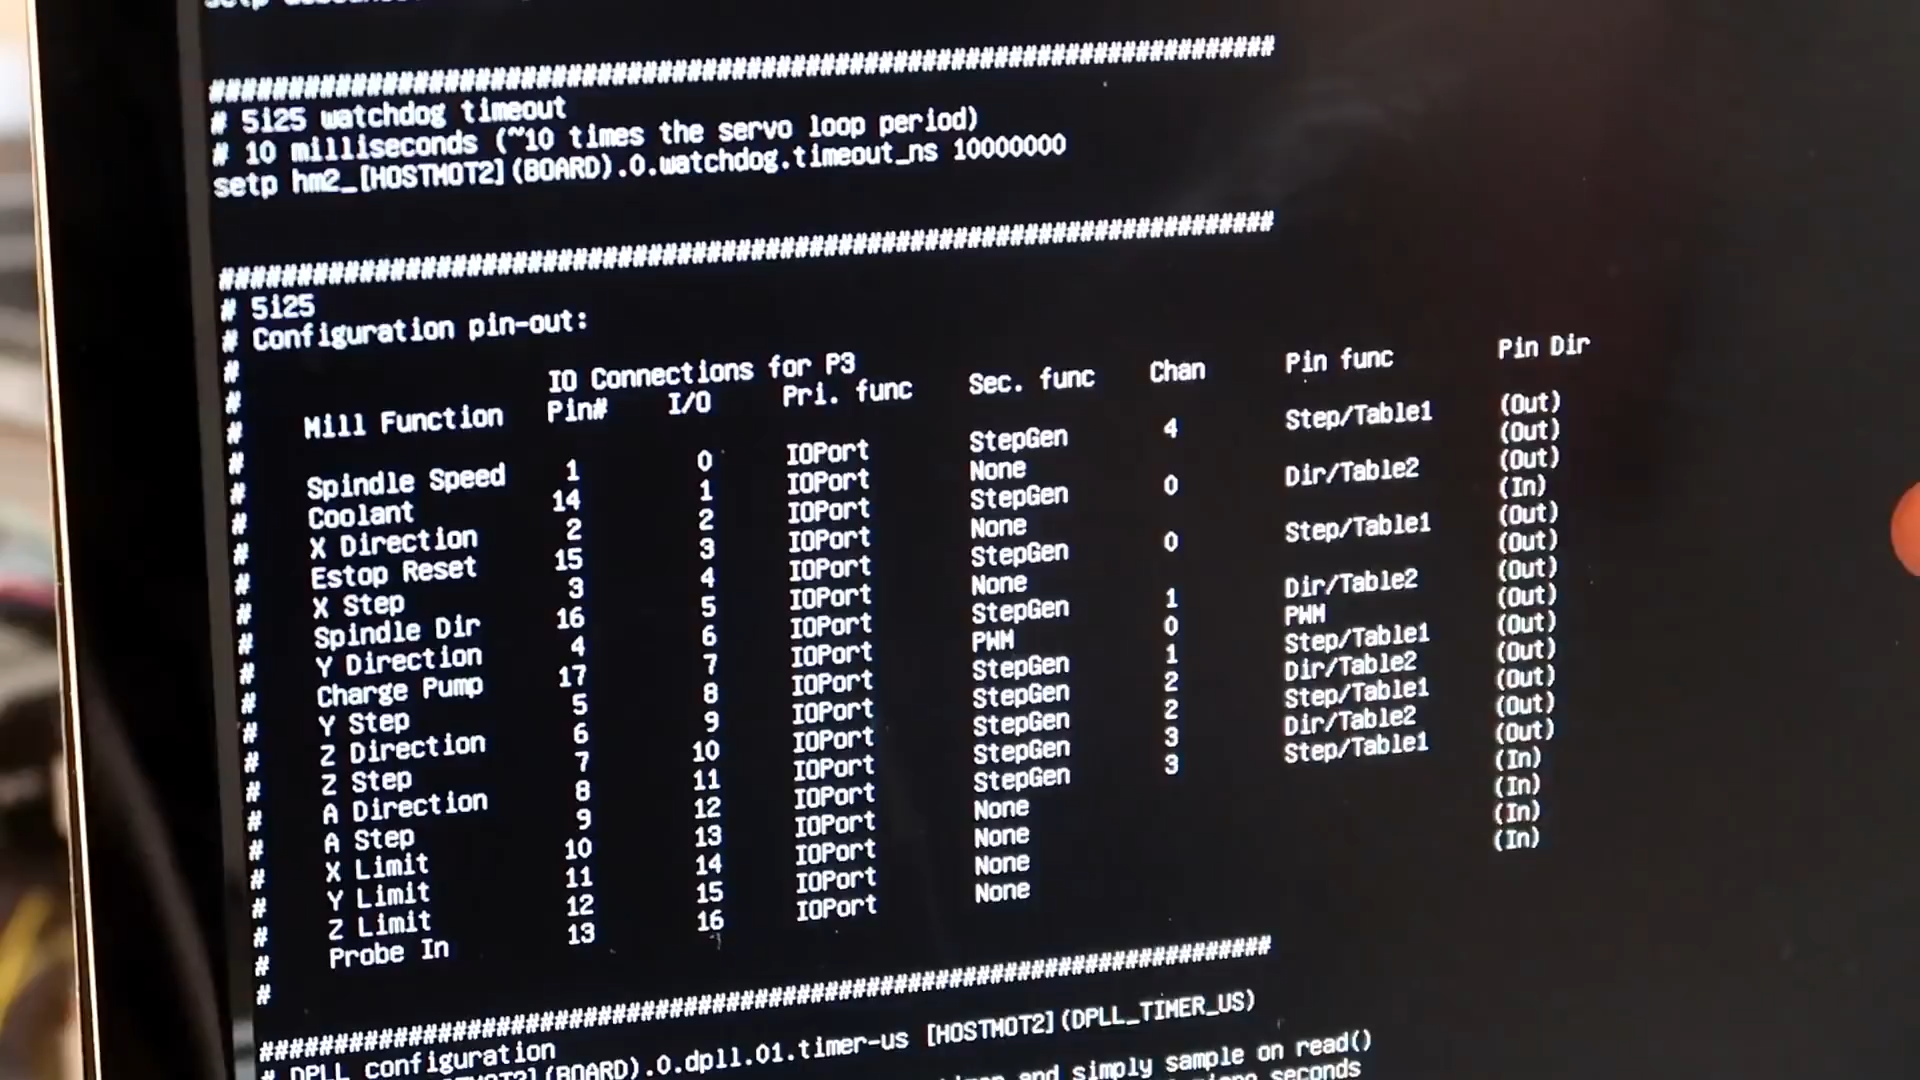 ################################################################################
# 5i25 watchdog timeout
# 10 milliseconds (~10 times the servo loop period)
setp hm2_[HOSTMOT2](BOARD).0.watchdog.timeout_ns 10000000
################################################################################
# 5i25
# Configuration pin-out:
#
# IO Connections for P3
# Mill Function Pin# I/O Pri. func Sec. func Chan Pin func Pin Dir
#
# Spindle Speed 1 0 IOPort StepGen 4 Step/Table1 (Out)
# Coolant 14 1 IOPort None (Out)
# X Direction 2 2 IOPort StepGen 0 Dir/Table2 (Out)
# Estop Reset 15 3 IOPort None (In)
# X Step 3 4 IOPort StepGen 0 Step/Table1 (Out)
# Spindle Dir 16 5 IOPort None (Out)
# Y Direction 4 6 IOPort StepGen 1 Dir/Table2 (Out)
# Charge Pump 17 7 IOPort PWM 0 PWM (Out)
# Y Step 5 8 IOPort StepGen 1 Step/Table1 (Out)
# Z Direction 6 9 IOPort StepGen 2 Dir/Table2 (Out)
# Z Step 7 10 IOPort StepGen 2 Step/Table1 (Out)
# A Direction 8 11 IOPort StepGen 3 Dir/Table2 (Out)
# A Step 9 12 IOPort StepGen 3 Step/Table1 (Out)
# X Limit 10 13 IOPort None (In)
# Y Limit 11 14 IOPort None (In)
# Z Limit 12 15 IOPort None (In)
# Probe In 13 16 IOPort None (In)
#
################################################################################
# DPLL configuration
(BOARD).0.dpll.01.timer-us [HOSTMOT2](DPLL_TIMER_US)
and simply sample on read()
seconds